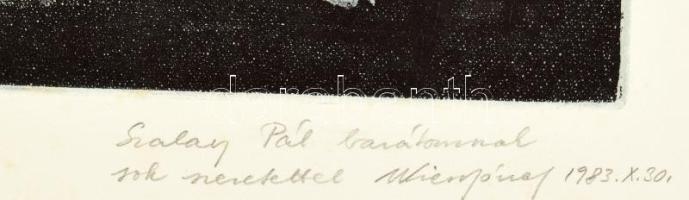 darabanth
Szalay Pál barátomnak
sok szeretettel 1983.X.30.